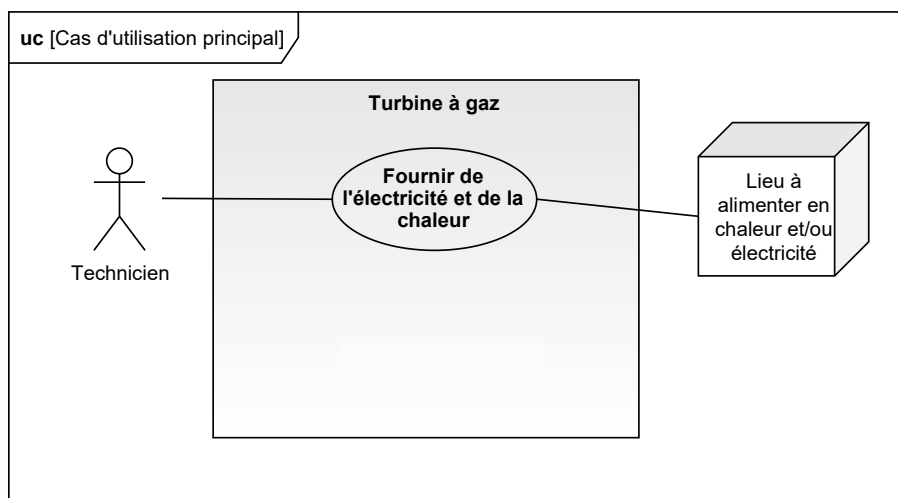 uc [Cas d'utilisation principal]
Turbine à gaz
Fournir de
l'électricité et de la
chaleur
Technicien
Lieu à
alimenter en
chaleur et/ou
électricité